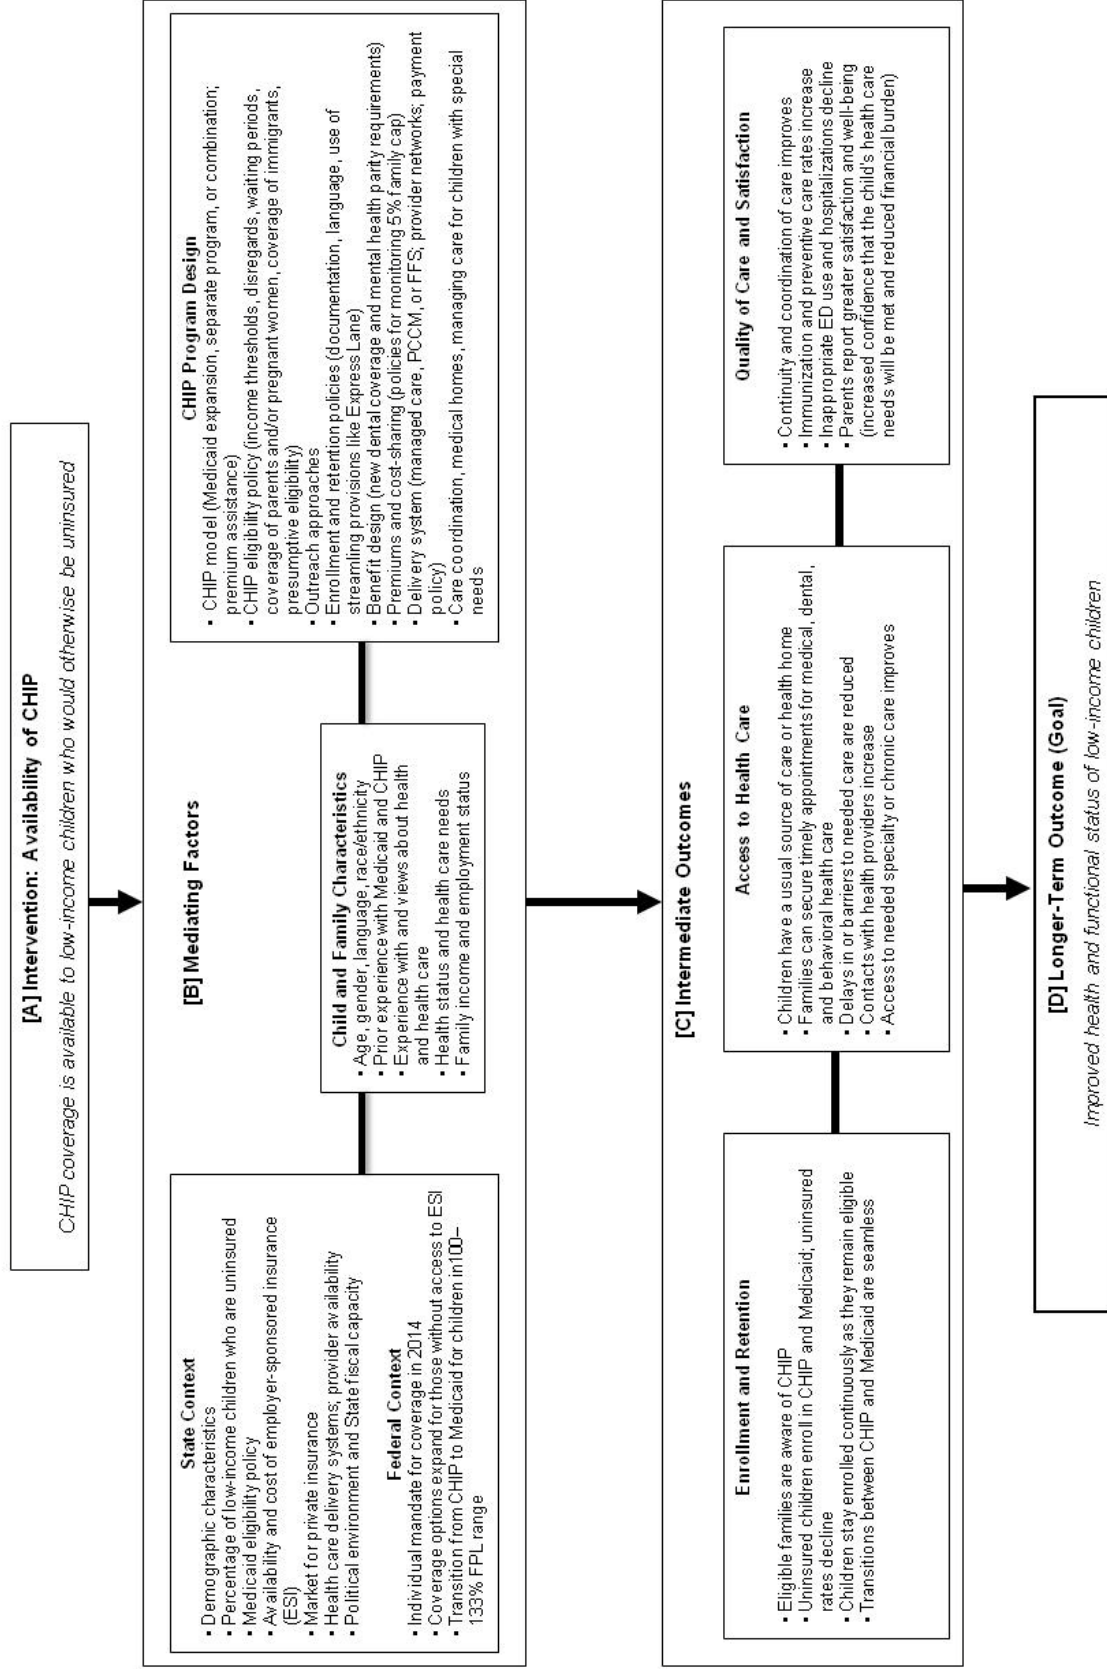 [A] Intervention: Availability of CHIP
CHIP coverage is available to low-income children who would otherwise be uninsured
[B] Mediating Factors
State Context
▪ Demographic characteristics
▪ Percentage of low-income children who are uninsured
▪ Medicaid eligibility policy
▪ Availability and cost of employer-sponsored insurance
(ESI)
▪ Market for private insurance
▪ Health care delivery systems; provider availability
▪ Political environment and State fiscal capacity
Federal Context
▪ Individual mandate for coverage in 2014
▪ Coverage options expand for those without access to ESI
▪ Transition from CHIP to Medicaid for children in 100–
133% FPL range
Child and Family Characteristics
▪ Age, gender, language, race/ethnicity
▪ Prior experience with Medicaid and CHIP
▪ Experience with and views about health
and health care
▪ Health status and health care needs
▪ Family income and employment status
CHIP Program Design
▪ CHIP model (Medicaid expansion, separate program, or combination;
premium assistance)
▪ CHIP eligibility policy (income thresholds, disregards, waiting periods,
coverage of parents and/or pregnant women, coverage of immigrants,
presumptive eligibility)
▪ Outreach approaches
▪ Enrollment and retention policies (documentation, language, use of
streamling provisions like Express Lane)
▪ Benefit design (new dental coverage and mental health parity requirements)
▪ Premiums and cost-sharing (policies for monitoring 5% family cap)
▪ Delivery system (managed care, PCCM, or FFS; provider networks; payment
policy)
▪ Care coordination, medical homes, managing care for children with special
needs
[C] Intermediate Outcomes
Enrollment and Retention
▪ Eligible families are aware of CHIP
▪ Uninsured children enroll in CHIP and Medicaid; uninsured
rates decline
▪ Children stay enrolled continuously as they remain eligible
▪ Transitions between CHIP and Medicaid are seamless
Access to Health Care
▪ Children have a usual source of care or health home
▪ Families can secure timely appointments for medical, dental,
and behavioral health care
▪ Delays in or barriers to needed care are reduced
▪ Contacts with health providers increase
▪ Access to needed specialty or chronic care improves
Quality of Care and Satisfaction
▪ Continuity and coordination of care improves
▪ Immunization and preventive care rates increase
▪ Inappropriate ED use and hospitalizations decline
▪ Parents report greater satisfaction and well-being
(increased confidence that the child's health care
needs will be met and reduced financial burden)
[D] Longer-Term Outcome (Goal)
Improved health and functional status of low-income children